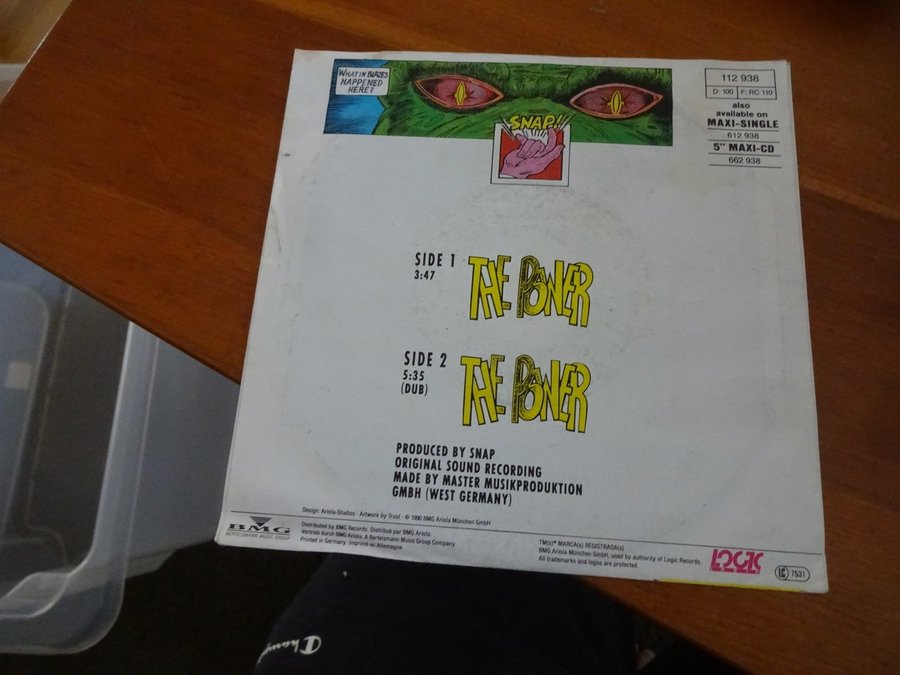 WHAT IN BLAZES
HAPPENED
HERE?
SNAP!
112 938
D: 100 F: RC 110
also
available on
MAXI-SINGLE
612 938
5" MAXI-CD
662 938
SIDE 1
3:47
THE POWER
SIDE 2
5:35
(DUB)
THE POWER
PRODUCED BY SNAP
ORIGINAL SOUND RECORDING
MADE BY MASTER MUSIKPRODUKTION
GMBH (WEST GERMANY)
BMG
BERTELSMANN MUSIC GROUP
Design: Ariola-Studios · Artwork by Trust · © 1990 BMG Ariola München GmbH
Distributed by BMG Records. Distribué par BMG Ariola.
Vertrieb durch BMG Ariola, A Bertelsmann Music Group Company
Printed in Germany. Imprimé en Allemagne.
TM(s)® MARCA(s) REGISTRADA(s)
BMG Ariola München GmbH, used by authority of Logic Records.
All trademarks and logos are protected.
LOGIC
LC 7531